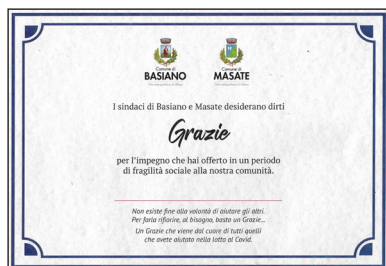 Comune di
BASIANO
Comune di
MASATE
I sindaci di Basiano e Masate desiderano dirti
Grazie
per l'impegno che hai offerto in un periodo
di fragilità sociale alla nostra comunità.
Non esiste fine alla volontà di aiutare gli altri.
Per farla rifiorire, al bisogno, basta un Grazie...
Un Grazie che viene dal cuore di tutti quelli
che avete aiutato nella lotta al Covid.